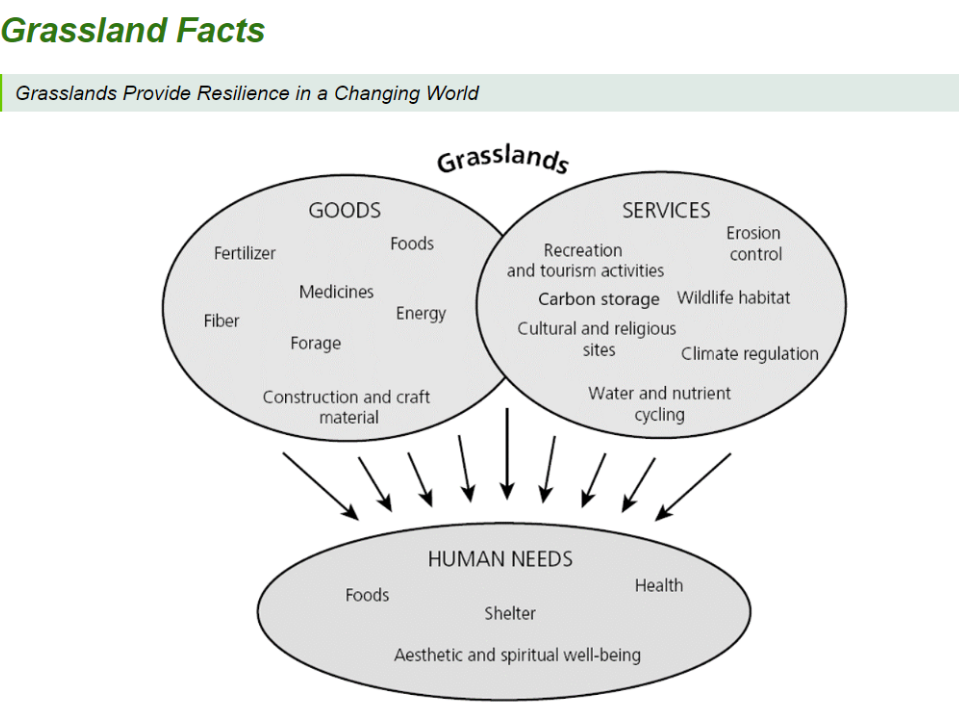 Grassland Facts
Grasslands Provide Resilience in a Changing World
Grasslands
GOODS
Fertilizer
Foods
Medicines
Fiber
Energy
Forage
Construction and craft
material
SERVICES
Erosion
control
Recreation
and tourism activities
Carbon storage
Wildlife habitat
Cultural and religious
sites
Climate regulation
Water and nutrient
cycling
HUMAN NEEDS
Foods
Health
Shelter
Aesthetic and spiritual well-being